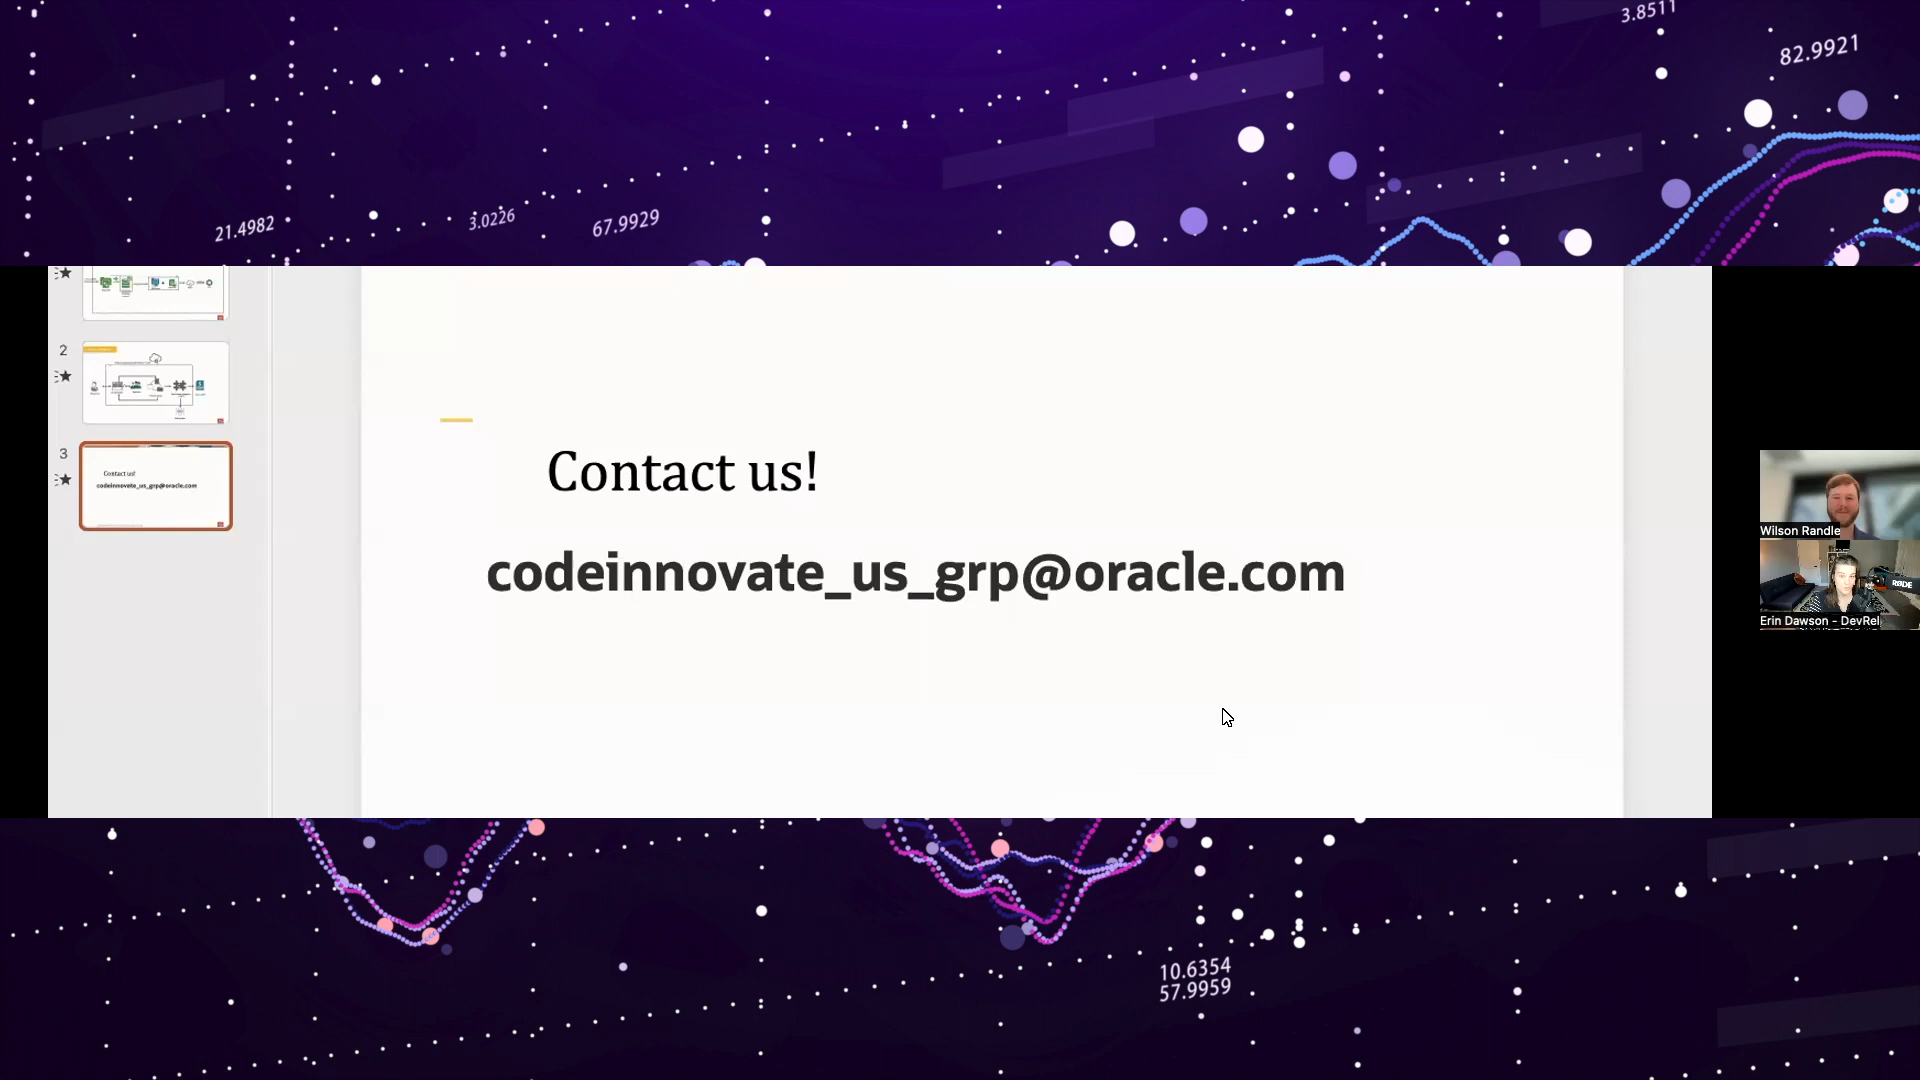 3.8511
82.9921
21.4982
3.0226
67.9929
2
3
Contact us!
codeinnovate_us_grp@oracle.com
Contact us!
codeinnovate_us_grp@oracle.com
Wilson Randle
RØDE
Erin Dawson - DevRel
10.6354
57.9959